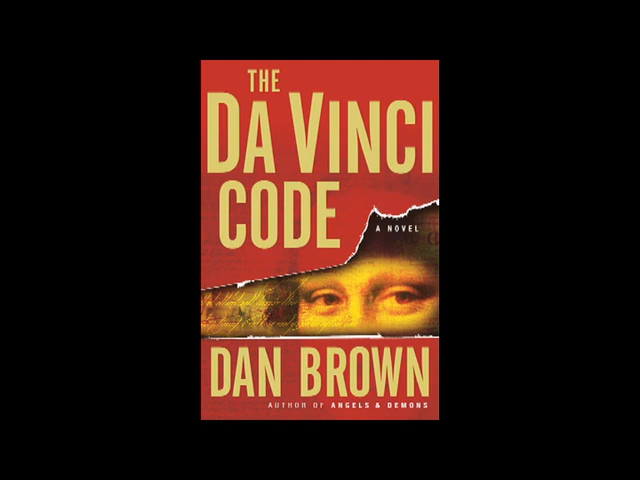 THE
DA VINCI
CODE
A NOVEL
DAN BROWN
AUTHOR OF ANGELS & DEMONS